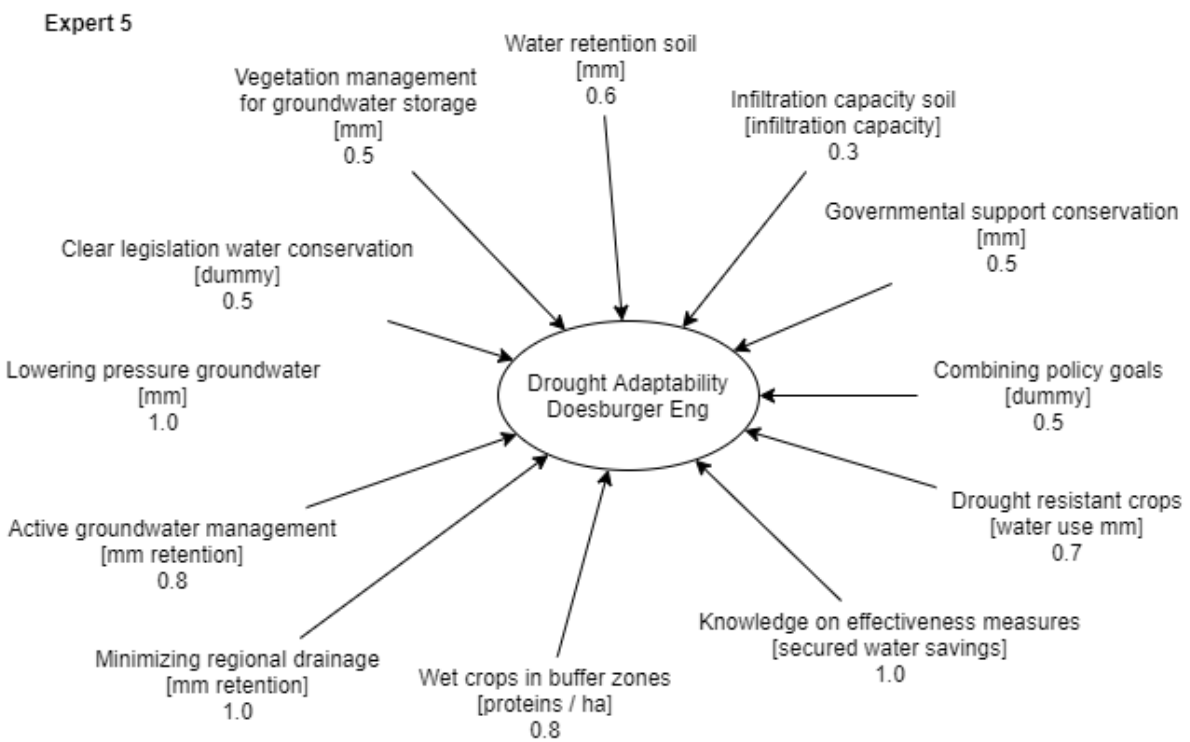 Expert 5
Water retention soil
[mm]
0.6
Vegetation management
for groundwater storage
[mm]
0.5
Infiltration capacity soil
[infiltration capacity]
0.3
Governmental support conservation
[mm]
0.5
Clear legislation water conservation
[dummy]
0.5
Lowering pressure groundwater
[mm]
1.0
Drought Adaptability
Doesburger Eng
Combining policy goals
[dummy]
0.5
Drought resistant crops
[water use mm]
0.7
Active groundwater management
[mm retention]
0.8
Knowledge on effectiveness measures
[secured water savings]
1.0
Minimizing regional drainage
[mm retention]
1.0
Wet crops in buffer zones
[proteins / ha]
0.8